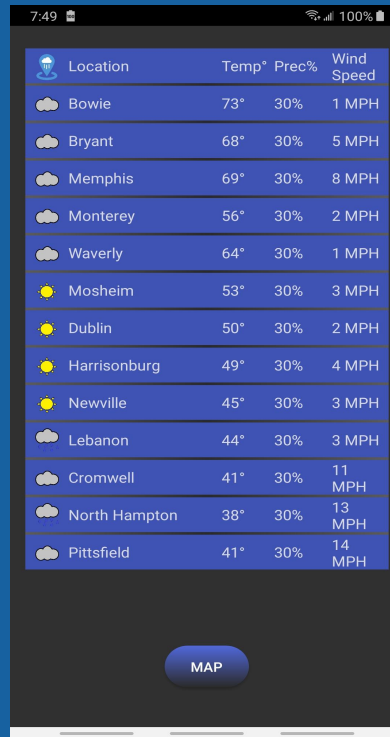 7:49 100%
Location Temp° Prec% Wind Speed
Bowie 73° 30% 1 MPH
Bryant 68° 30% 5 MPH
Memphis 69° 30% 8 MPH
Monterey 56° 30% 2 MPH
Waverly 64° 30% 1 MPH
Mosheim 53° 30% 3 MPH
Dublin 50° 30% 2 MPH
Harrisonburg 49° 30% 4 MPH
Newville 45° 30% 3 MPH
Lebanon 44° 30% 3 MPH
Cromwell 41° 30% 11 MPH
North Hampton 38° 30% 13 MPH
Pittsfield 41° 30% 14 MPH
MAP